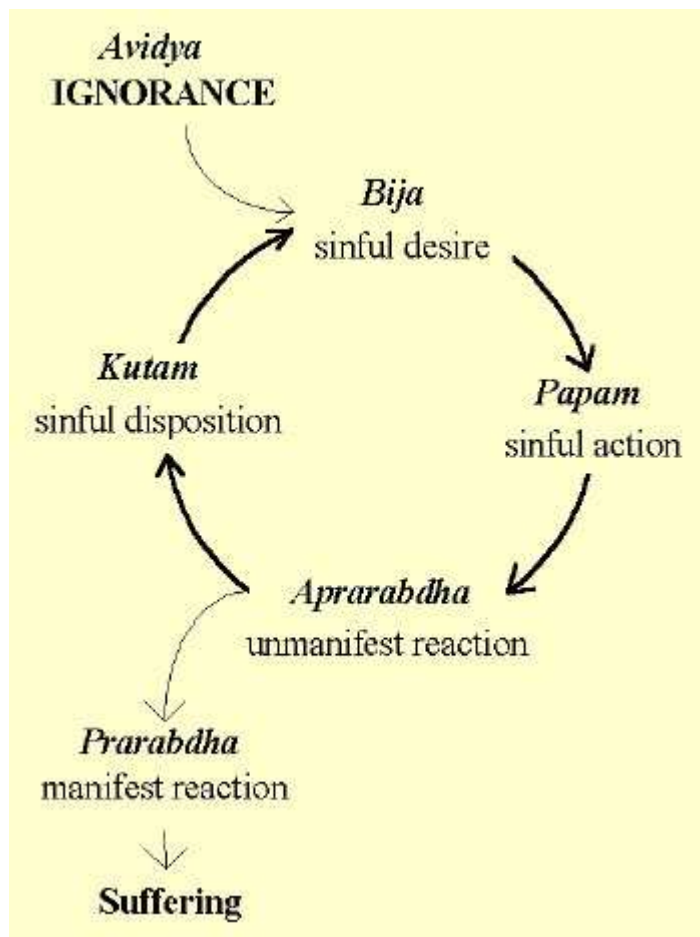 Avidya
IGNORANCE
Bija
sinful desire
Kutam
sinful disposition
Papam
sinful action
Aprarabdha
unmanifest reaction
Prarabdha
manifest reaction
Suffering